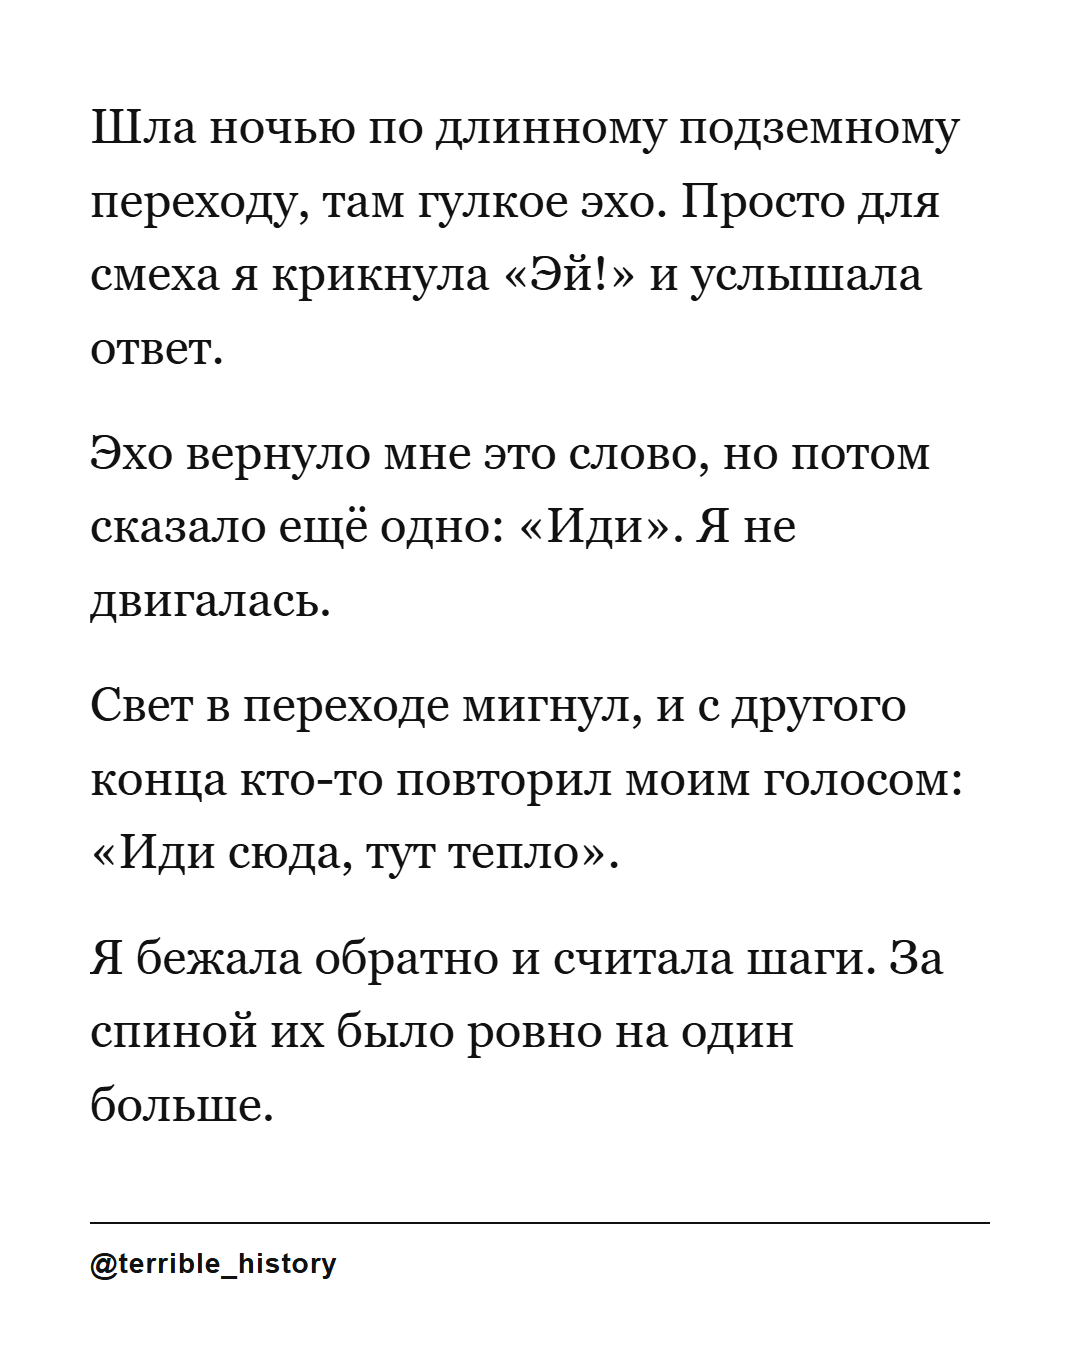 Шла ночью по длинному подземному
переходу, там гулкое эхо. Просто для
смеха я крикнула «Эй!» и услышала
ответ.
Эхо вернуло мне это слово, но потом
сказало ещё одно: «Иди». Я не
двигалась.
Свет в переходе мигнул, и с другого
конца кто-то повторил моим голосом:
«Иди сюда, тут тепло».
Я бежала обратно и считала шаги. За
спиной их было ровно на один
больше.
@terrible_history